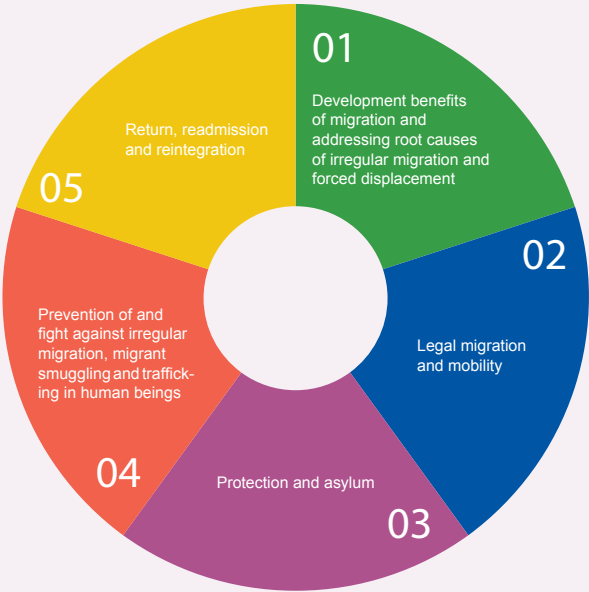 01
Development benefits
of migration and
addressing root causes
of irregular migration and
forced displacement
02
Legal migration
and mobility
03
Protection and asylum
04
Prevention of and
fight against irregular
migration, migrant
smuggling and traffick-
ing in human beings
05
Return, readmission
and reintegration